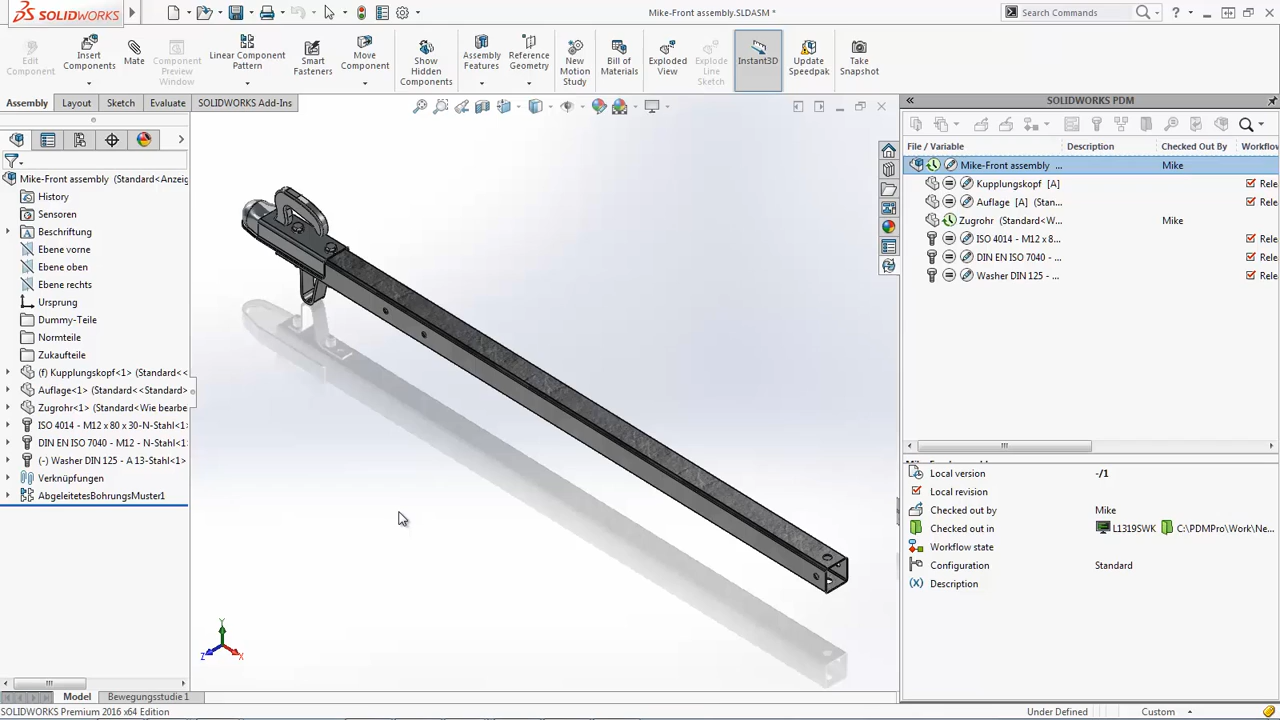 SOLIDWORKS
Mike-Front assembly.SLDASM *
Search Commands
?
Edit Component
Insert Components
Mate
Component Preview Window
Linear Component Pattern
Smart Fasteners
Move Component
Show Hidden Components
Assembly Features
Reference Geometry
New Motion Study
Bill of Materials
Exploded View
Explode Line Sketch
Instant3D
Update Speedpak
Take Snapshot
Assembly
Layout
Sketch
Evaluate
SOLIDWORKS Add-Ins
Mike-Front assembly (Standard<Anzeig
History
Sensoren
Beschriftung
Ebene vorne
Ebene oben
Ebene rechts
Ursprung
Dummy-Teile
Normteile
Zukaufteile
(f) Kupplungskopf<1> (Standard<<
Auflage<1> (Standard<<Standard>
Zugrohr<1> (Standard<Wie bearbe
ISO 4014 - M12 x 80 x 30-N-Stahl<1>
DIN EN ISO 7040 - M12 - N-Stahl<1>
(-) Washer DIN 125 - A 13-Stahl<1>
Verknüpfungen
AbgeleitetesBohrungsMuster1
Y
Z
X
SOLIDWORKS PDM
File / Variable Description Checked Out By Workflow
Mike-Front assembly ... Mike
Kupplungskopf [A] Rele
Auflage [A] (Stan... Rele
Zugrohr (Standard<W... Mike
ISO 4014 - M12 x 8... Rele
DIN EN ISO 7040 - ... Rele
Washer DIN 125 - ... Rele
Local version -/1
Local revision
Checked out by Mike
Checked out in L1319SWK C:\PDMPro\Work\Ne...
Workflow state
Configuration Standard
Description
Model
Bewegungsstudie 1
SOLIDWORKS Premium 2016 x64 Edition
Under Defined
Custom